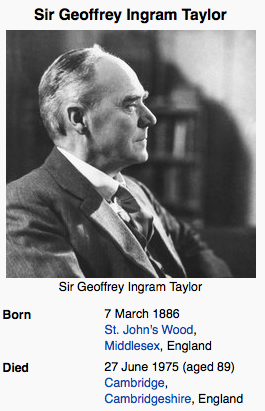 Sir Geoffrey Ingram Taylor
Sir Geoffrey Ingram Taylor
Born 7 March 1886
St. John's Wood,
Middlesex, England
Died 27 June 1975 (aged 89)
Cambridge,
Cambridgeshire, England